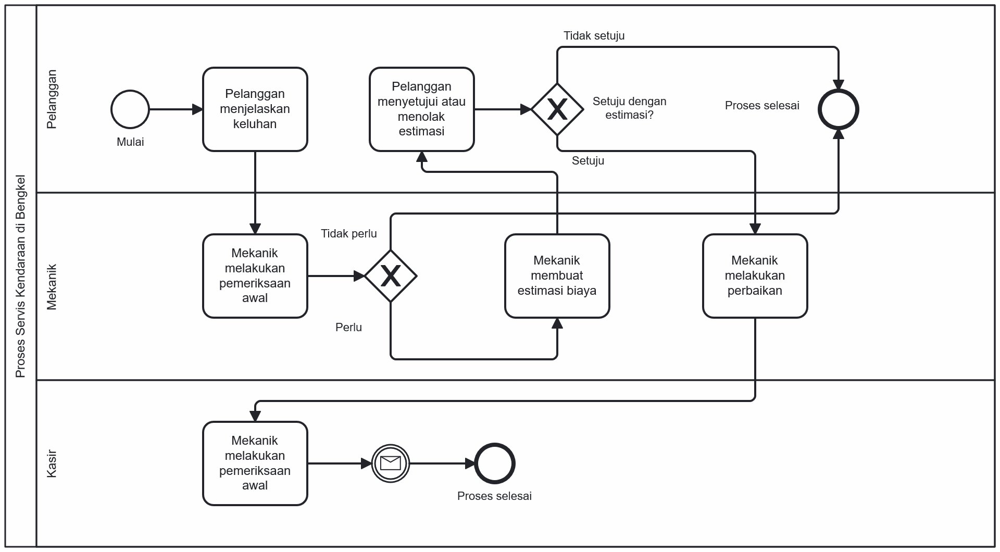 Proses Servis Kendaraan di Bengkel
Pelanggan
Mulai
Pelanggan
menjelaskan
keluhan
Pelanggan
menyetujui atau
menolak
estimasi
Tidak setuju
Setuju dengan
estimasi?
Setuju
Proses selesai
Mekanik
Mekanik
melakukan
pemeriksaan
awal
Tidak perlu
Perlu
Mekanik
membuat
estimasi biaya
Mekanik
melakukan
perbaikan
Kasir
Mekanik
melakukan
pemeriksaan
awal
Proses selesai